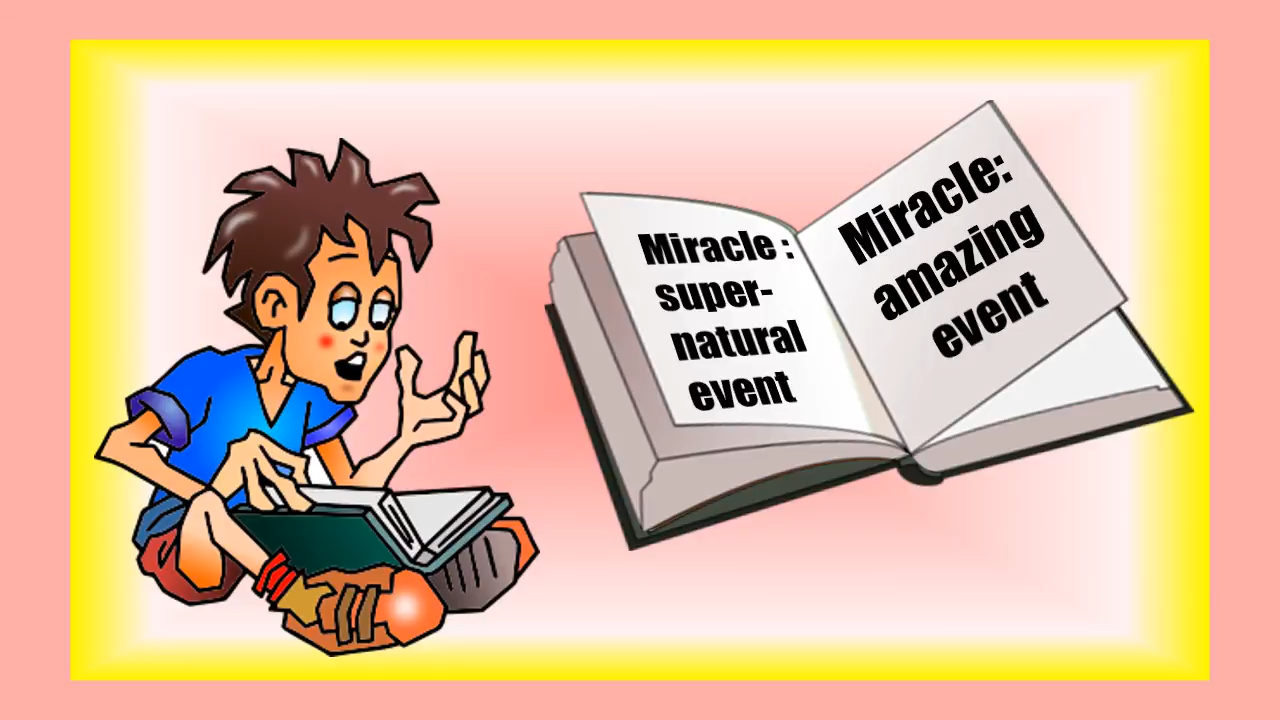 Miracle :
super-
natural
event
Miracle:
amazing
event